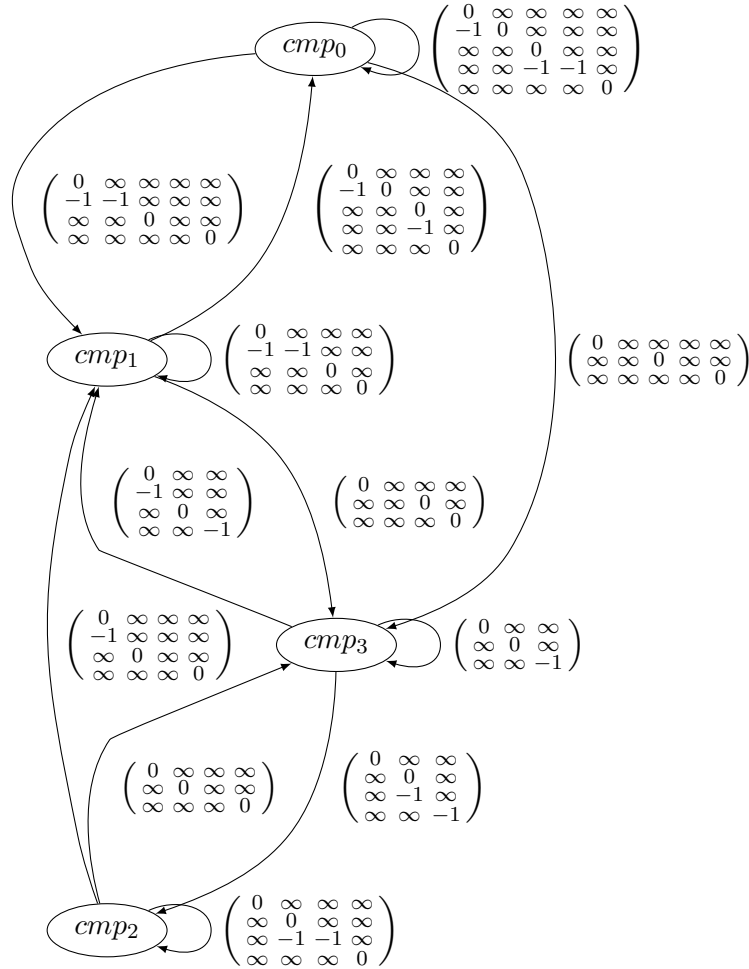 cmp₀
0 ∞ ∞ ∞ ∞
−1 0 ∞ ∞ ∞
∞ ∞ 0 ∞ ∞
∞ ∞ −1 −1 ∞
∞ ∞ ∞ ∞ 0
0 ∞ ∞ ∞ ∞
−1 −1 ∞ ∞ ∞
∞ ∞ 0 ∞ ∞
∞ ∞ ∞ ∞ 0
0 ∞ ∞ ∞
−1 0 ∞ ∞
∞ ∞ 0 ∞
∞ ∞ −1 ∞
∞ ∞ ∞ 0
cmp₁
0 ∞ ∞ ∞
−1 −1 ∞ ∞
∞ ∞ 0 ∞
∞ ∞ ∞ 0
0 ∞ ∞ ∞ ∞
∞ ∞ 0 ∞ ∞
∞ ∞ ∞ ∞ 0
0 ∞ ∞
−1 ∞ ∞
∞ 0 ∞
∞ ∞ −1
0 ∞ ∞ ∞
∞ ∞ 0 ∞
∞ ∞ ∞ 0
0 ∞ ∞ ∞
−1 ∞ ∞ ∞
∞ 0 ∞ ∞
∞ ∞ ∞ 0
cmp₃
0 ∞ ∞
∞ 0 ∞
∞ ∞ −1
0 ∞ ∞ ∞
∞ 0 ∞ ∞
∞ ∞ ∞ 0
0 ∞ ∞
∞ 0 ∞
∞ −1 ∞
∞ ∞ −1
cmp₂
0 ∞ ∞ ∞
∞ 0 ∞ ∞
∞ −1 −1 ∞
∞ ∞ ∞ 0